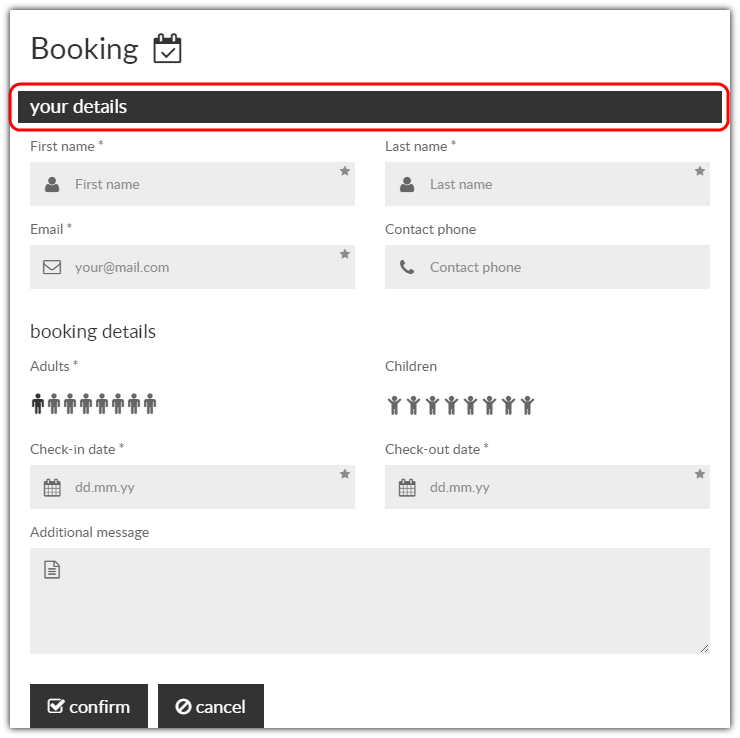 Booking
your details
First name * Last name *
First name Last name
Email * Contact phone
your@mail.com Contact phone
booking details
Adults * Children
Check-in date * Check-out date *
dd.mm.yy dd.mm.yy
Additional message
confirm cancel